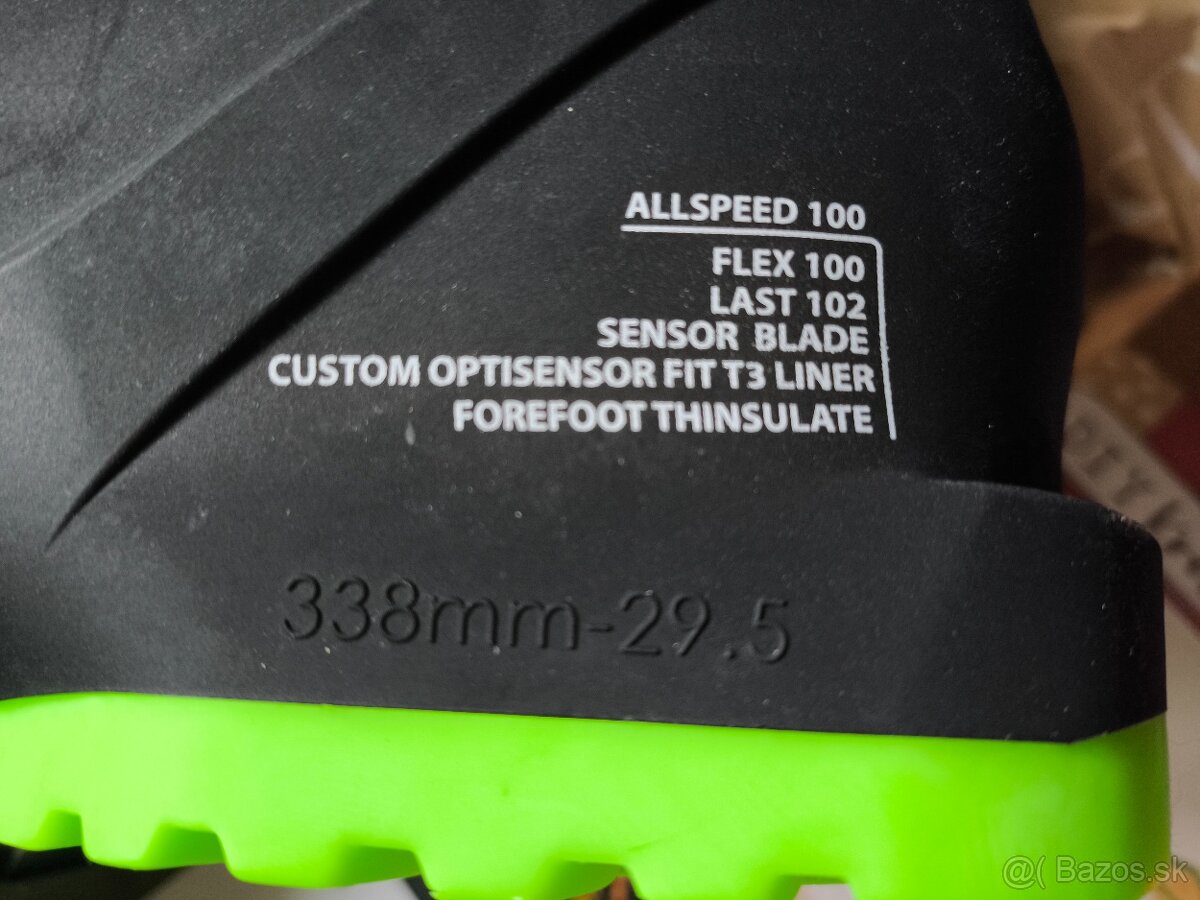 ALLSPEED 100
FLEX 100
LAST 102
SENSOR BLADE
CUSTOM OPTISENSOR FIT T3 LINER
FOREFOOT THINSULATE
338mm-29.5
@( Bazos.sk